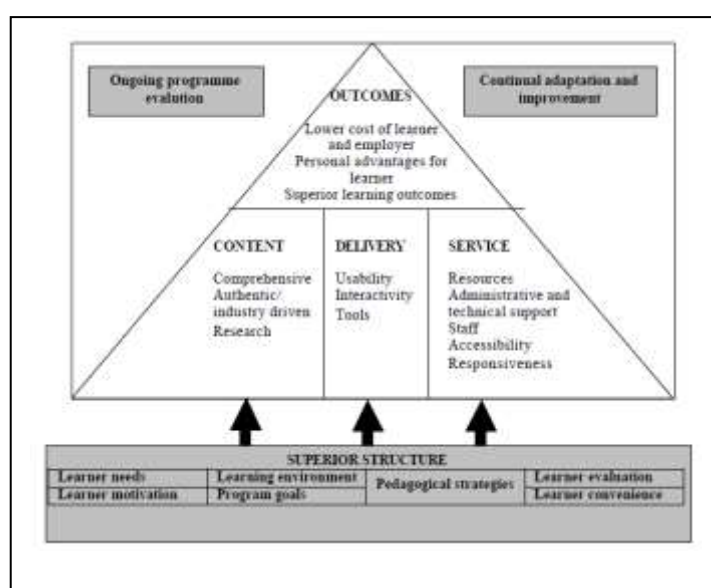 Ongoing programme
evalution
Continual adaptation and
improvement
OUTCOMES
Lower cost of learner
and employer
Personal advantages for
learner
Superior learning outcomes
CONTENT
Comprehensive
Authentic/
industry driven
Research
DELIVERY
Usability
Interactivity
Tools
SERVICE
Resources
Administrative and
technical support
Staff
Accessibility
Responsiveness
SUPERIOR STRUCTURE
Learner needs
Learner motivation
Learning environment
Program goals
Pedagogical strategies
Learner evaluation
Learner convenience